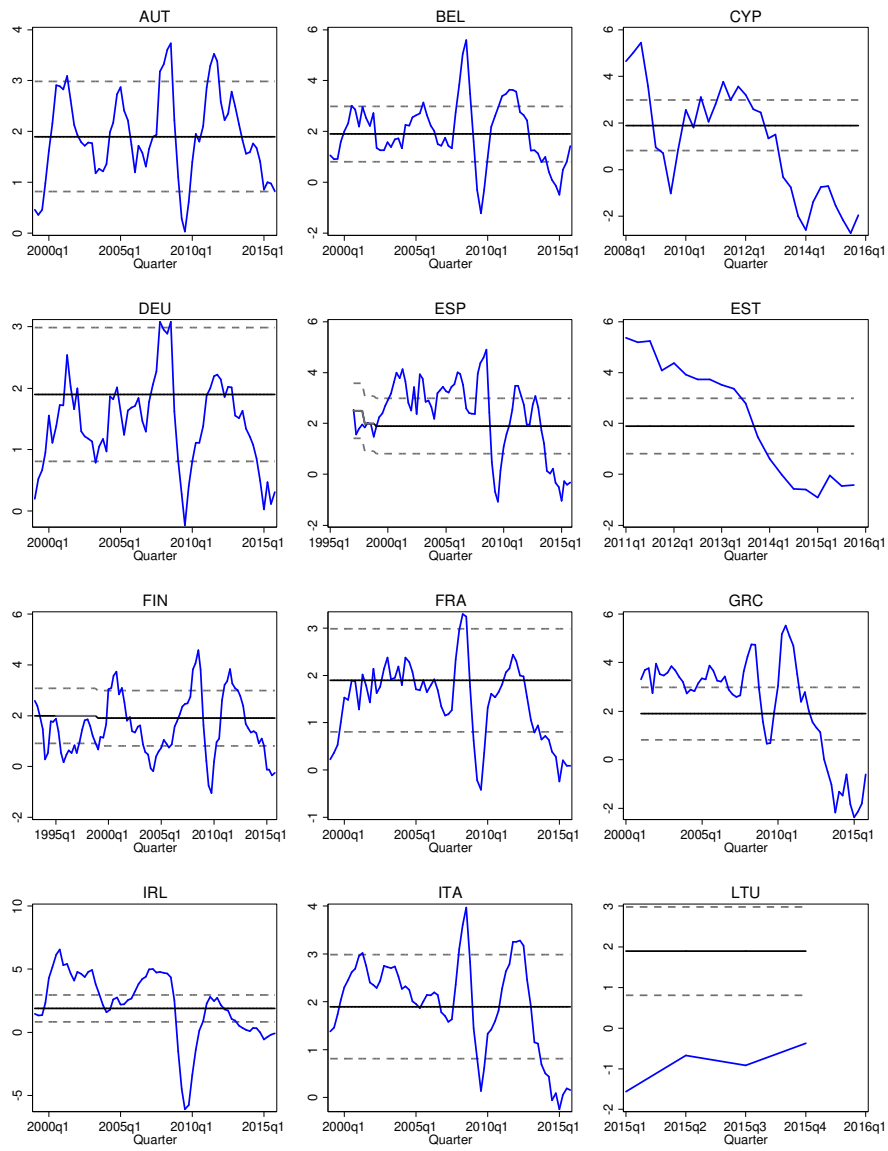 AUT BEL CYP
4 3 2 1 0
6 4 2 0 -2
6 4 2 0 -2
2000q1 2005q1 2010q1 2015q1
2000q1 2005q1 2010q1 2015q1
2008q1 2010q1 2012q1 2014q1 2016q1
Quarter Quarter Quarter
DEU ESP EST
3 2 1 0
6 4 2 0 -2
6 4 2 0 -2
2000q1 2005q1 2010q1 2015q1
1995q1 2000q1 2005q1 2010q1 2015q1
2011q1 2012q1 2013q1 2014q1 2015q1 2016q1
Quarter Quarter Quarter
FIN FRA GRC
6 4 2 0 -2
3 2 1 0 -1
6 4 2 0 -2
1995q1 2000q1 2005q1 2010q1 2015q1
2000q1 2005q1 2010q1 2015q1
2000q1 2005q1 2010q1 2015q1
Quarter Quarter Quarter
IRL ITA LTU
10 5 0 -5
4 3 2 1 0
3 2 1 0 -1 -2
2000q1 2005q1 2010q1 2015q1
2000q1 2005q1 2010q1 2015q1
2015q1 2015q2 2015q3 2015q4 2016q1
Quarter Quarter Quarter